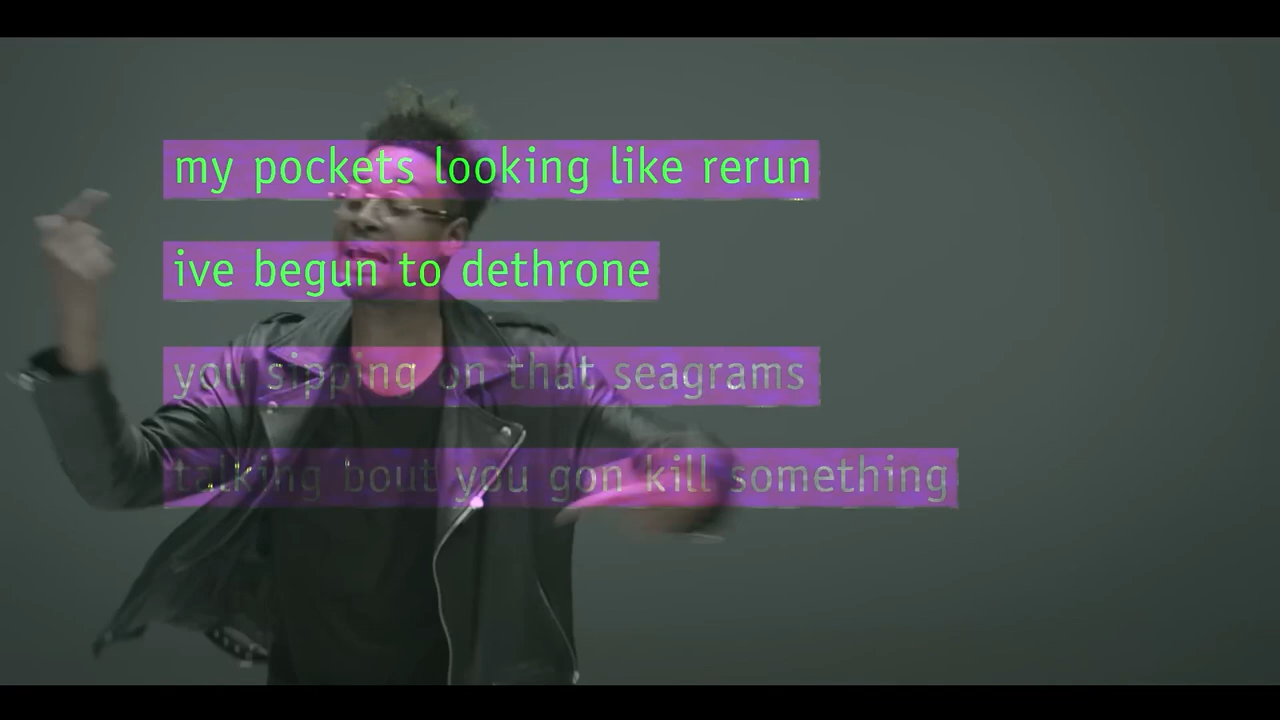 my pockets looking like rerun
ive begun to dethrone
you sipping on that seagrams
talking bout you gon kill something